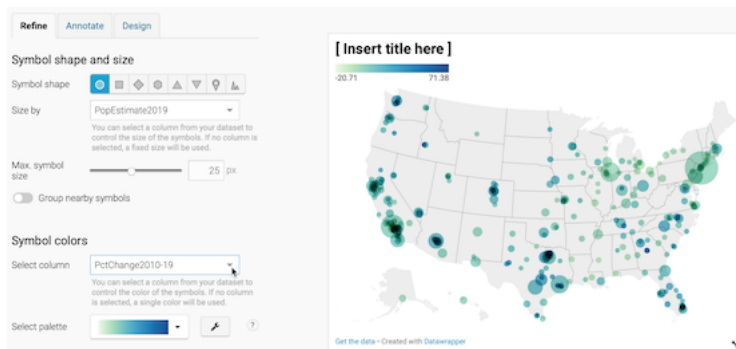 Refine
Annotate
Design
Symbol shape and size
Symbol shape
Size by
PopEstimate2019
You can select a column from your dataset to
control the size of the symbols. If no column is
selected, a fixed size will be used.
Max. symbol
size
25 px
Group nearby symbols
Symbol colors
Select column
PctChange2010-19
You can select a column from your dataset to
control the color of the symbols. If no column
is selected, a single color will be used.
Select palette
?
[ Insert title here ]
-20.71
71.38
Get the data • Created with Datawrapper